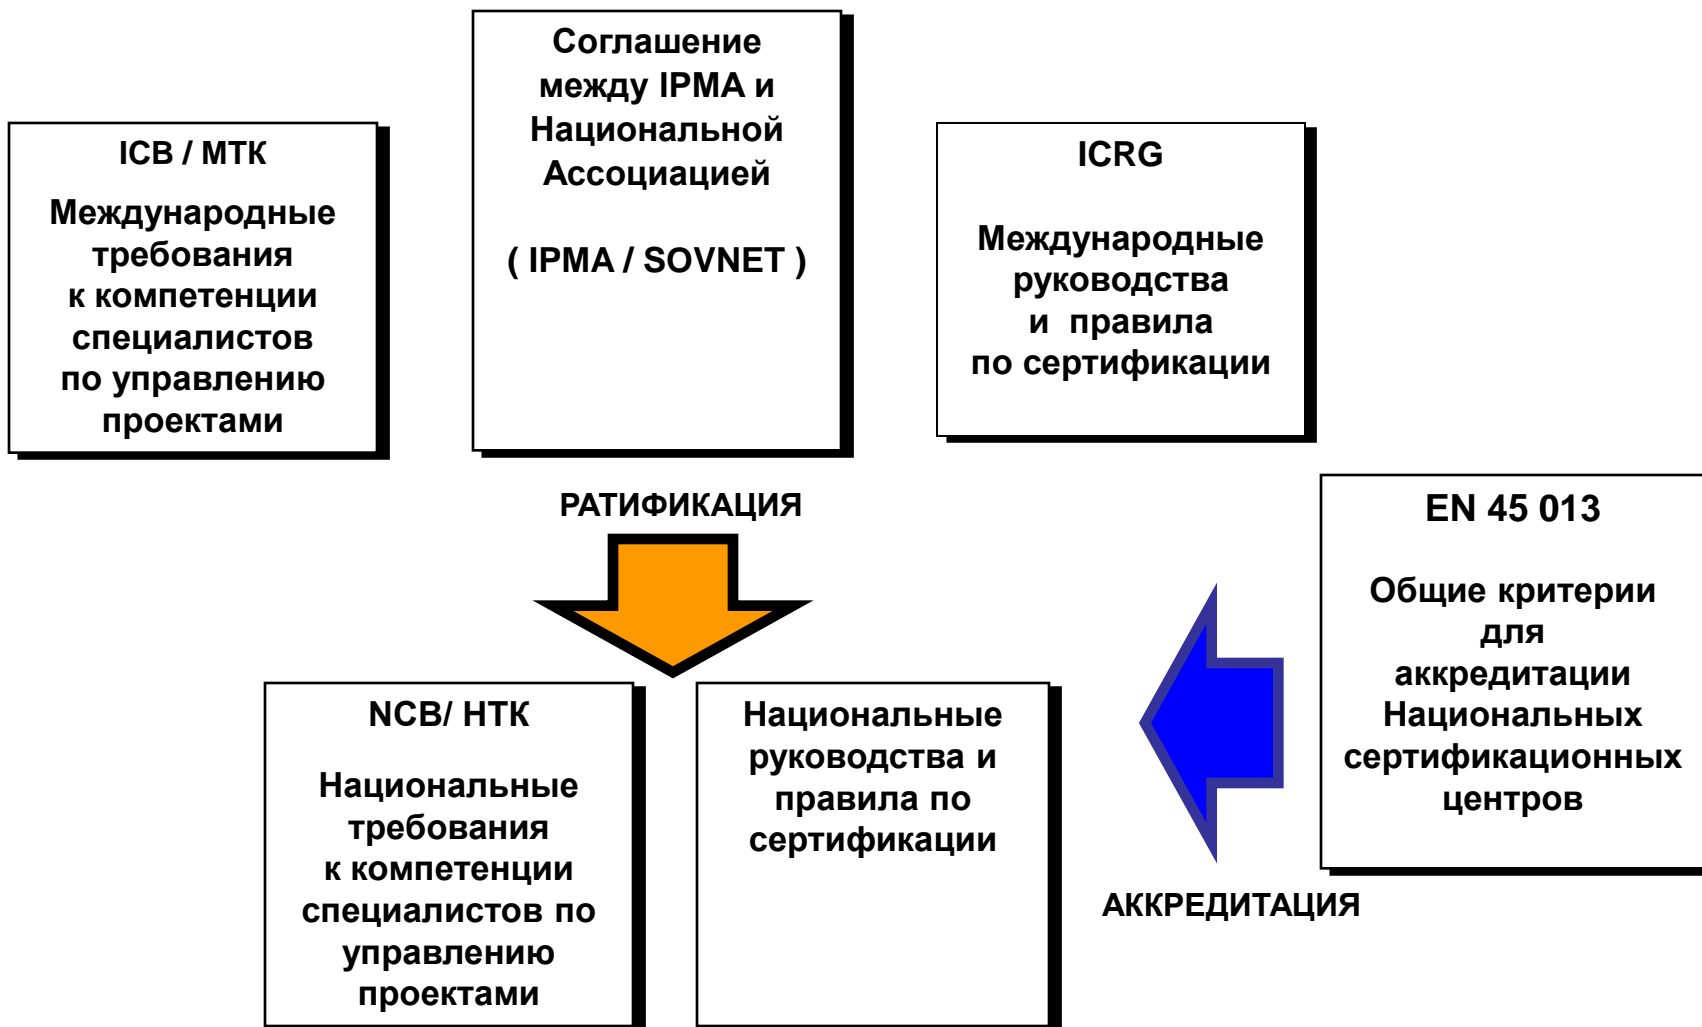 ICB / МТК
Международные
требования
к компетенции
специалистов
по управлению
проектами
Соглашение
между IPMA и
Национальной
Ассоциацией
( IPMA / SOVNET )
ICRG
Международные
руководства
и правила
по сертификации
РАТИФИКАЦИЯ
EN 45 013
Общие критерии
для
аккредитации
Национальных
сертификационных
центров
NCB/ НТК
Национальные
требования
к компетенции
специалистов по
управлению
проектами
Национальные
руководства и
правила по
сертификации
АККРЕДИТАЦИЯ